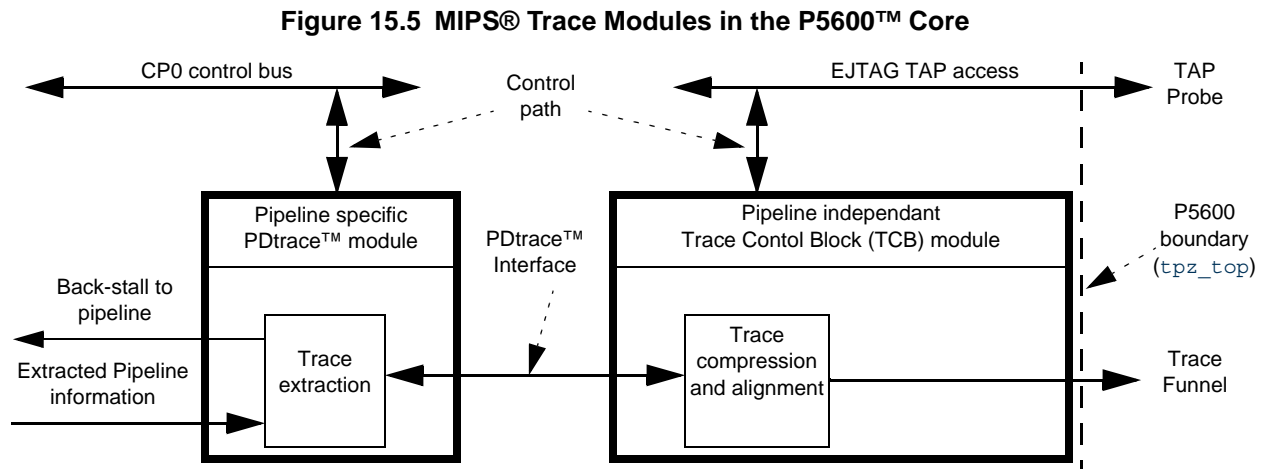 Figure 15.5 MIPS® Trace Modules in the P5600™ Core
CP0 control bus
Control
path
EJTAG TAP access
TAP
Probe
Pipeline specific
PDtrace™ module
PDtrace™
Interface
Pipeline independant
Trace Contol Block (TCB) module
P5600
boundary
(tpz_top)
Back-stall to
pipeline
Extracted Pipeline
information
Trace
extraction
Trace
compression
and alignment
Trace
Funnel